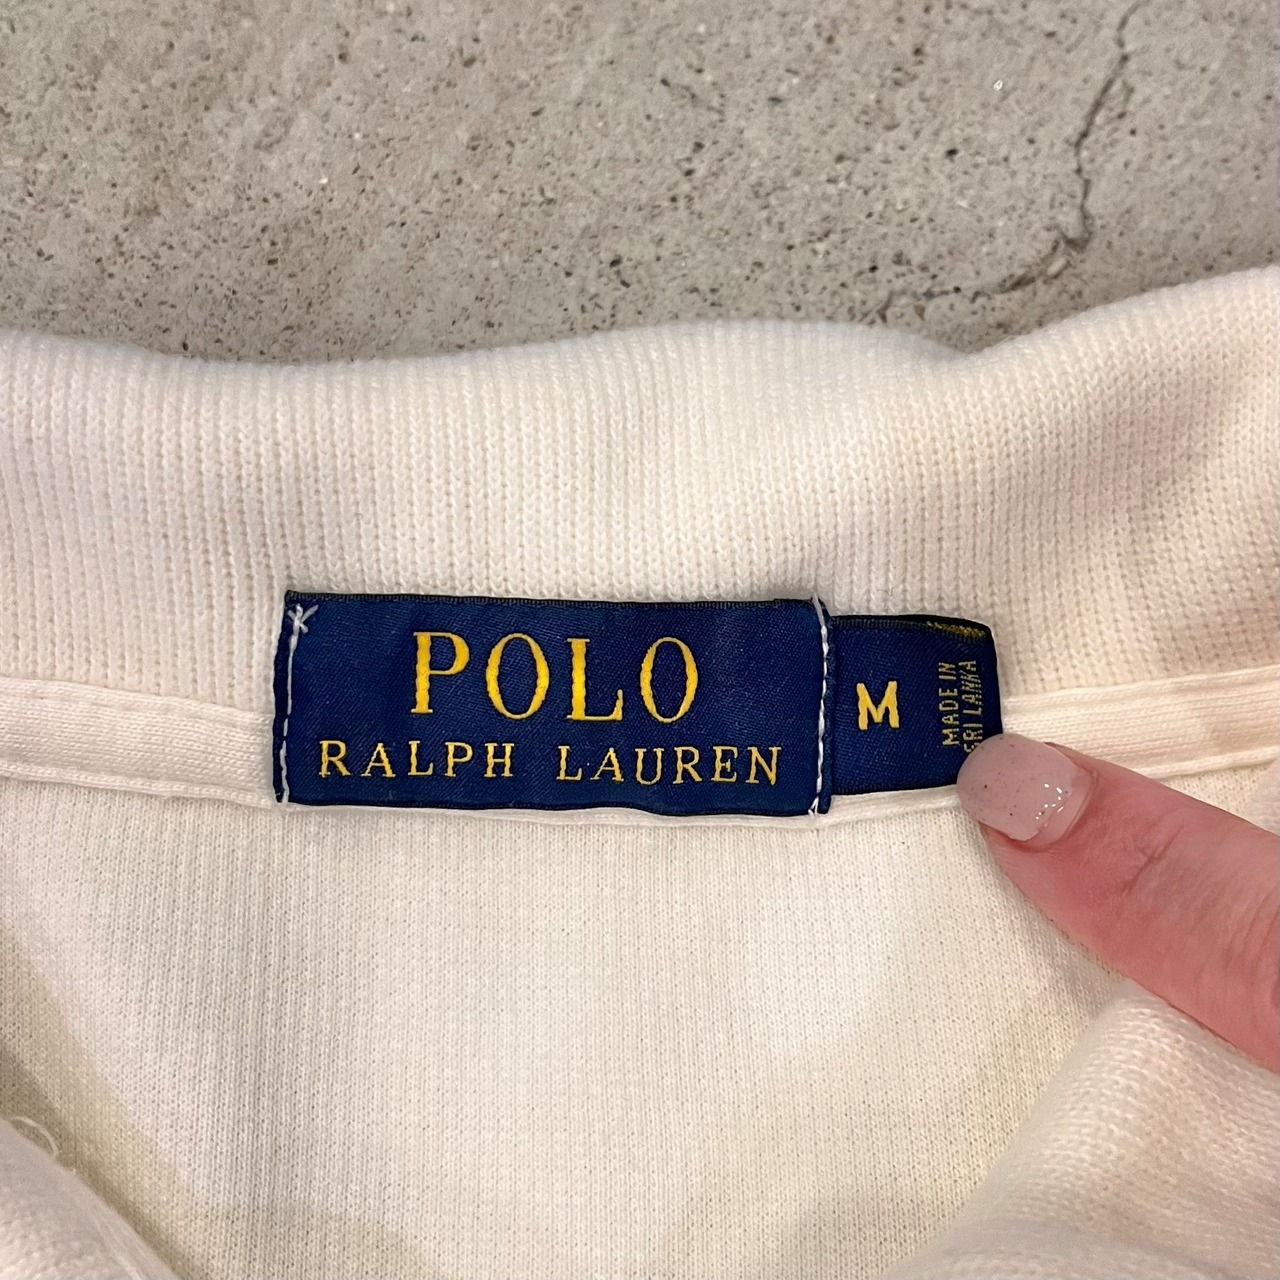 POLO
RALPH LAUREN
M
MADE IN
SRI LANKA